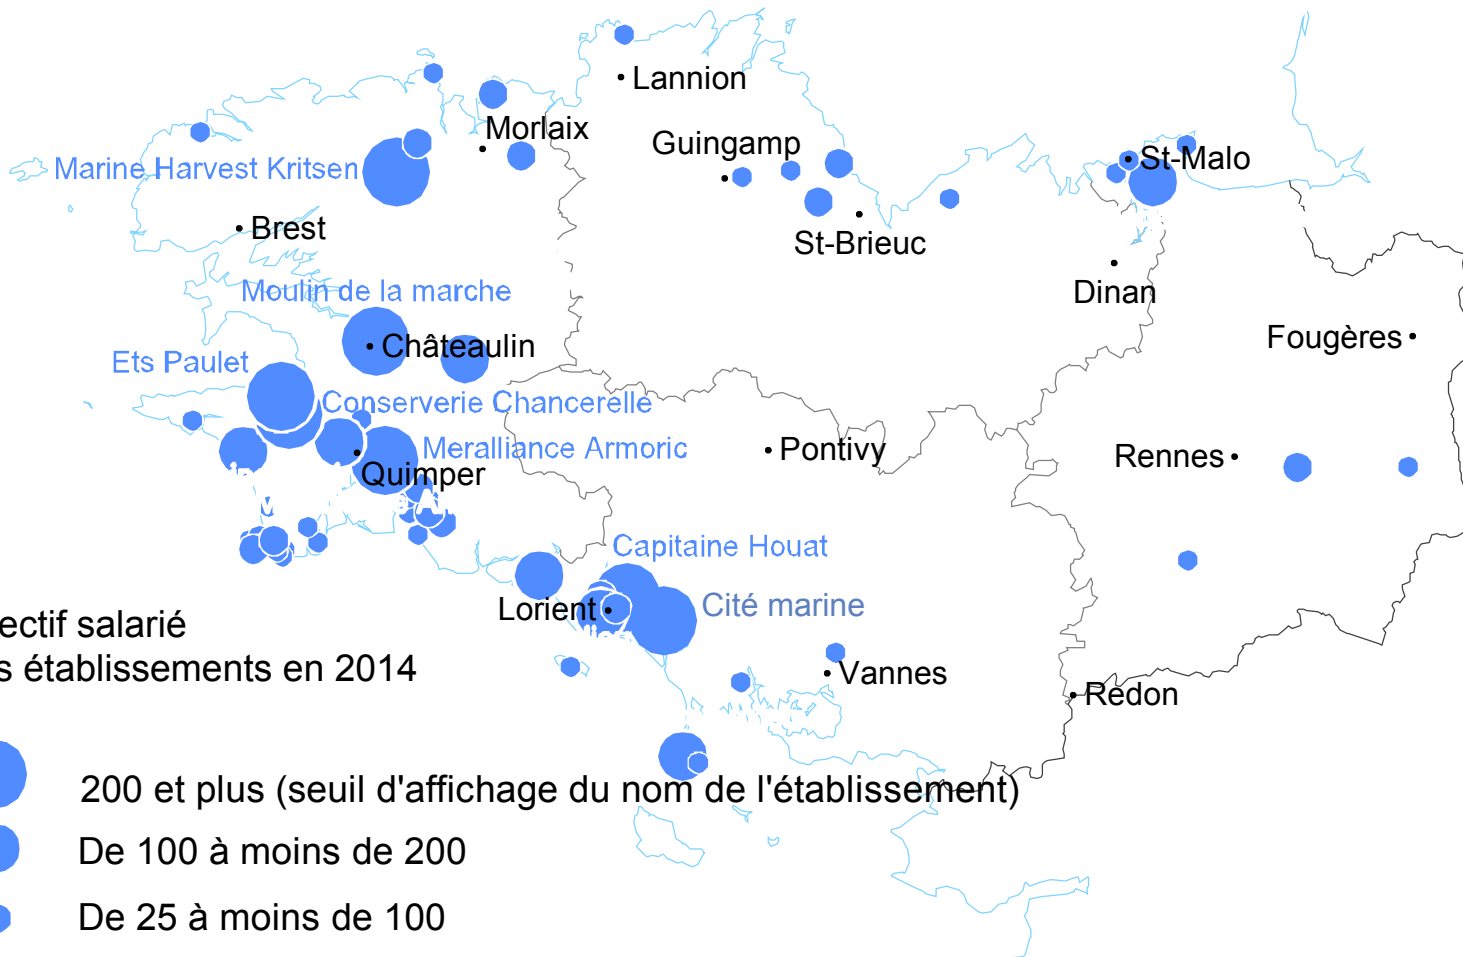 Lannion
Morlaix
Guingamp
St-Malo
Marine Harvest Kritsen
Brest
St-Brieuc
Moulin de la marche
Dinan
Châteaulin
Fougères
Ets Paulet
Conserverie Chancerelle
Meralliance Armoric
Pontivy
Rennes
Quimper
Capitaine Houat
Lorient
Cité marine
ectif salarié
s établissements en 2014
Vannes
Redon
200 et plus (seuil d'affichage du nom de l'établissement)
De 100 à moins de 200
De 25 à moins de 100